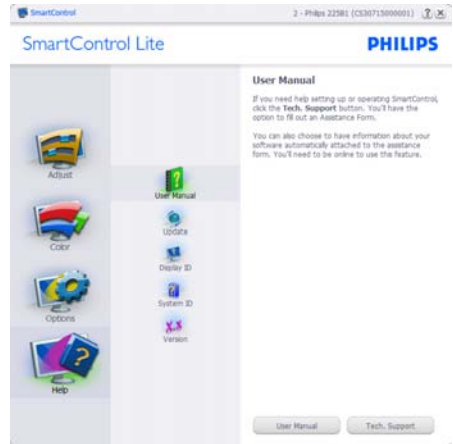 SmartControl
2 - Philips 225B1 (CS30715000001)
SmartControl Lite
PHILIPS
Adjust
Color
Options
Help
User Manual
Update
Display ID
System ID
X.X
Version
User Manual
If you need help setting up or operating SmartControl,
click the Tech. Support button. You'll have the
option to fill out an Assistance Form.
You can also choose to have information about your
software automatically attached to the assistance
form. You'll need to be online to use the feature.
User Manual
Tech. Support